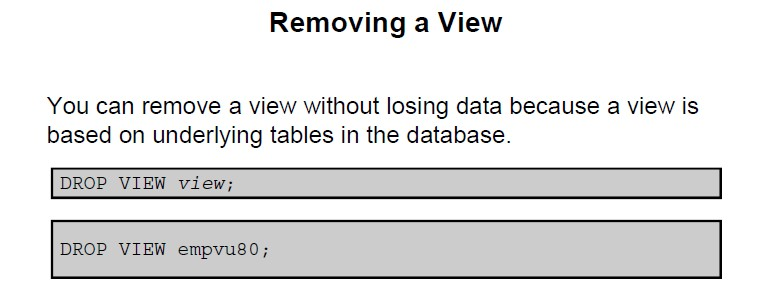 Removing a View
You can remove a view without losing data because a view is
based on underlying tables in the database.
DROP VIEW view;
DROP VIEW empvu80;